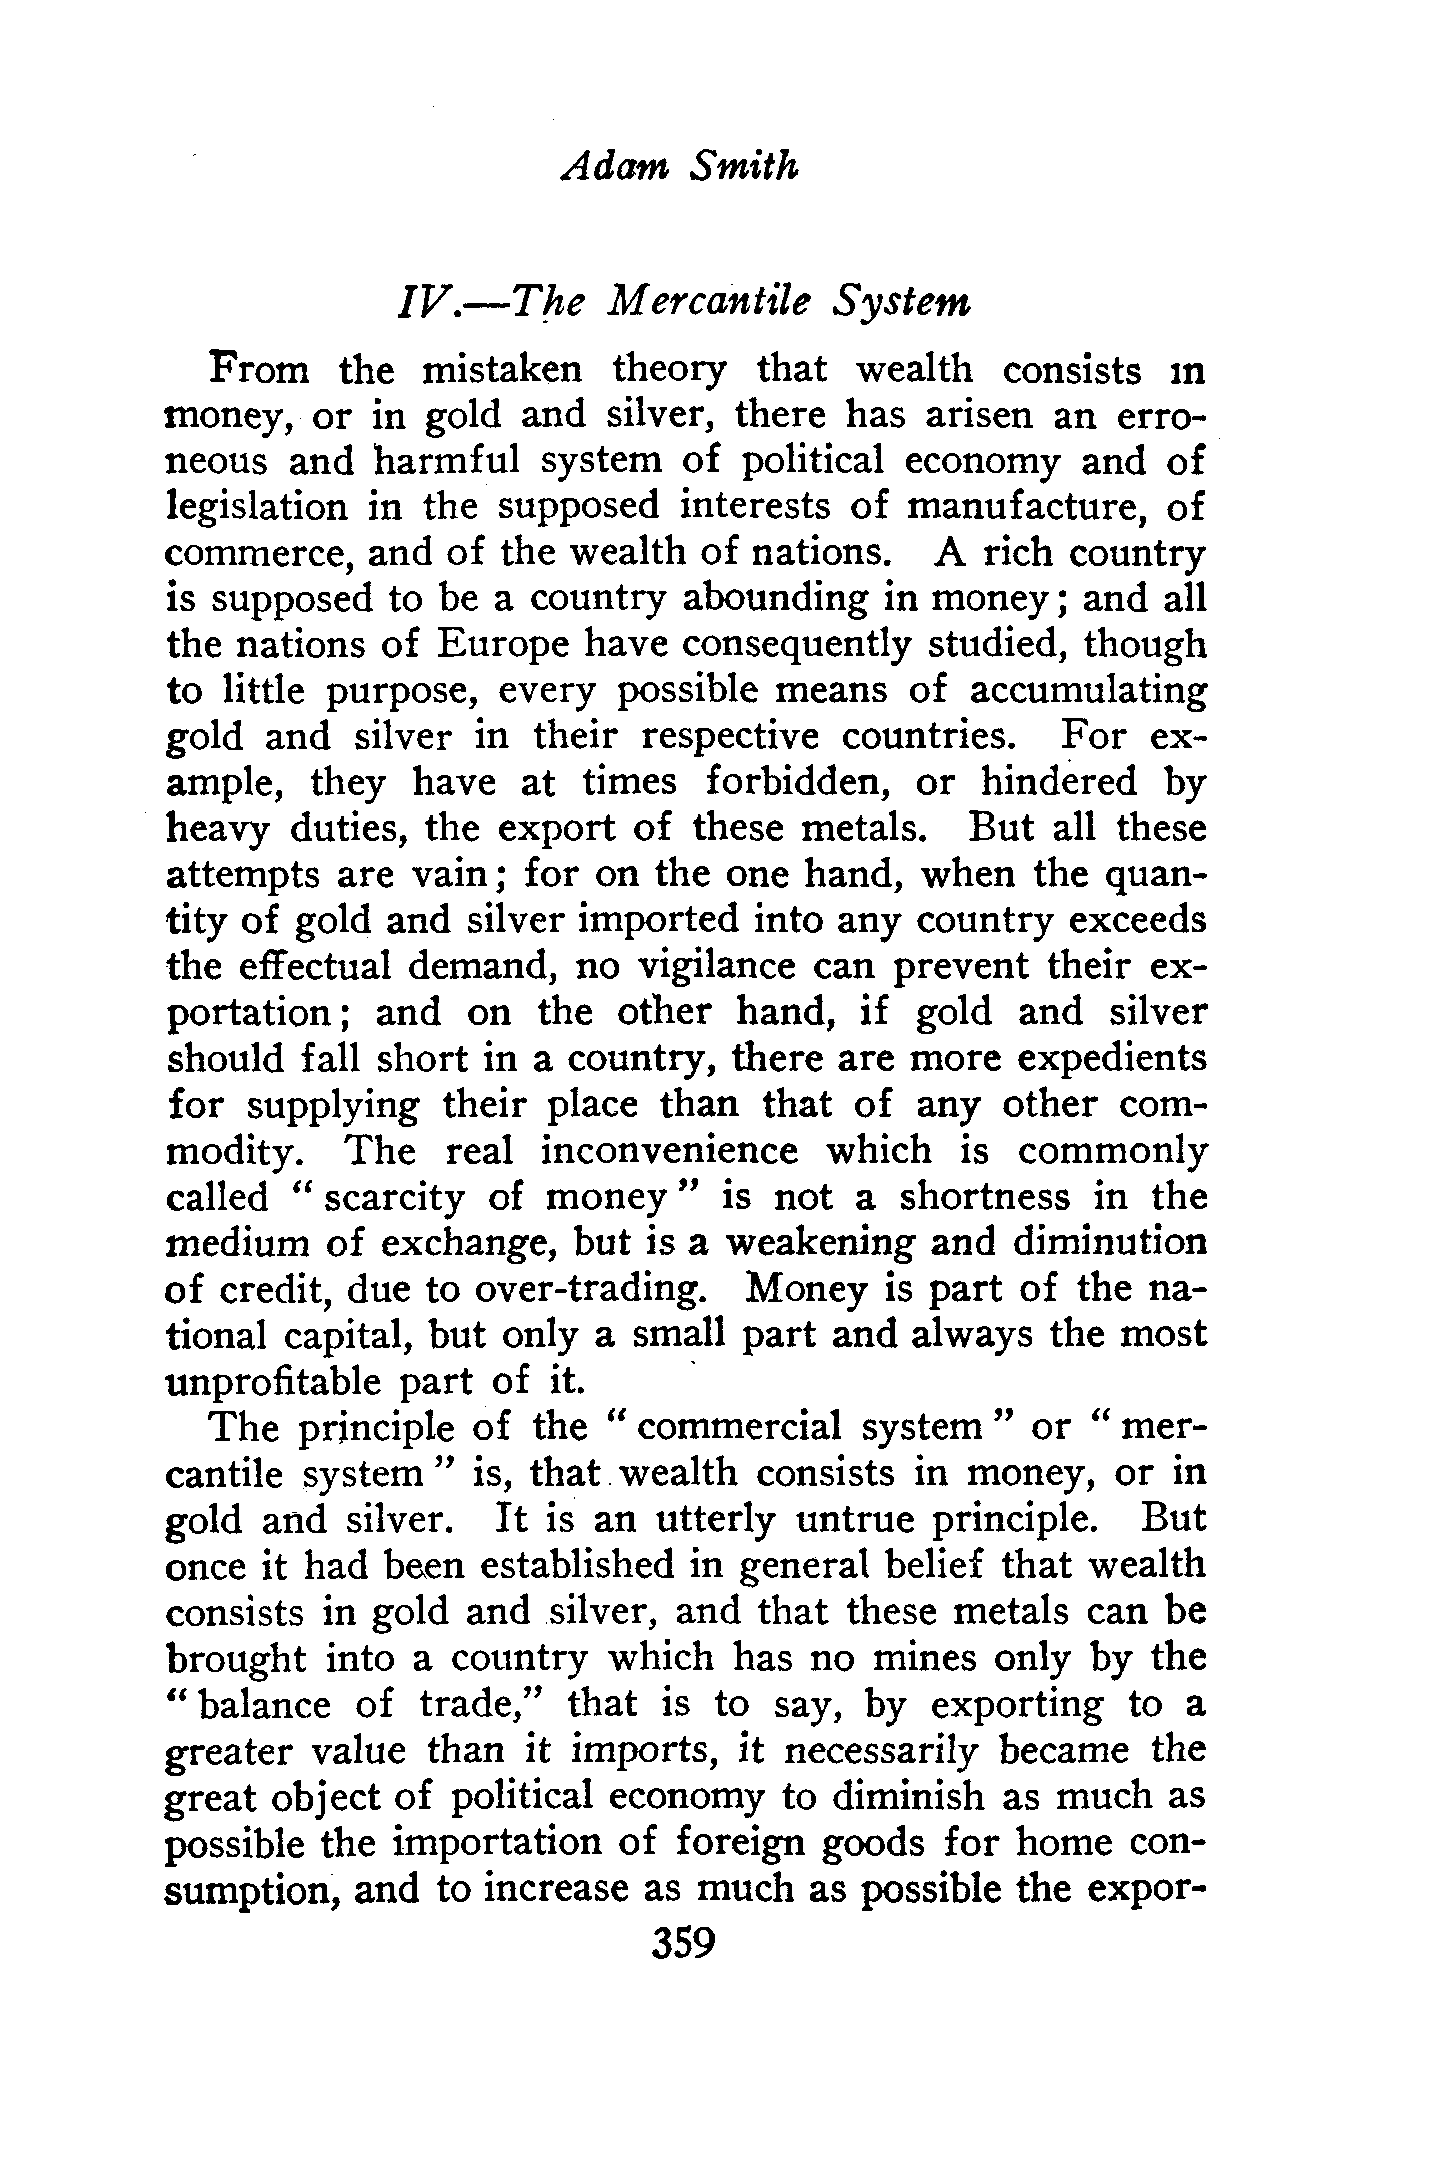 Adam Smith
IV.—The Mercantile System
From the mistaken theory that wealth consists in
money, or in gold and silver, there has arisen an erro-
neous and harmful system of political economy and of
legislation in the supposed interests of manufacture, of
commerce, and of the wealth of nations. A rich country
is supposed to be a country abounding in money; and all
the nations of Europe have consequently studied, though
to little purpose, every possible means of accumulating
gold and silver in their respective countries. For ex-
ample, they have at times forbidden, or hindered by
heavy duties, the export of these metals. But all these
attempts are vain; for on the one hand, when the quan-
tity of gold and silver imported into any country exceeds
the effectual demand, no vigilance can prevent their ex-
portation; and on the other hand, if gold and silver
should fall short in a country, there are more expedients
for supplying their place than that of any other com-
modity. The real inconvenience which is commonly
called "scarcity of money" is not a shortness in the
medium of exchange, but is a weakening and diminution
of credit, due to over-trading. Money is part of the na-
tional capital, but only a small part and always the most
unprofitable part of it.
The principle of the "commercial system" or "mer-
cantile system" is, that wealth consists in money, or in
gold and silver. It is an utterly untrue principle. But
once it had been established in general belief that wealth
consists in gold and silver, and that these metals can be
brought into a country which has no mines only by the
"balance of trade," that is to say, by exporting to a
greater value than it imports, it necessarily became the
great object of political economy to diminish as much as
possible the importation of foreign goods for home con-
sumption, and to increase as much as possible the expor-
359